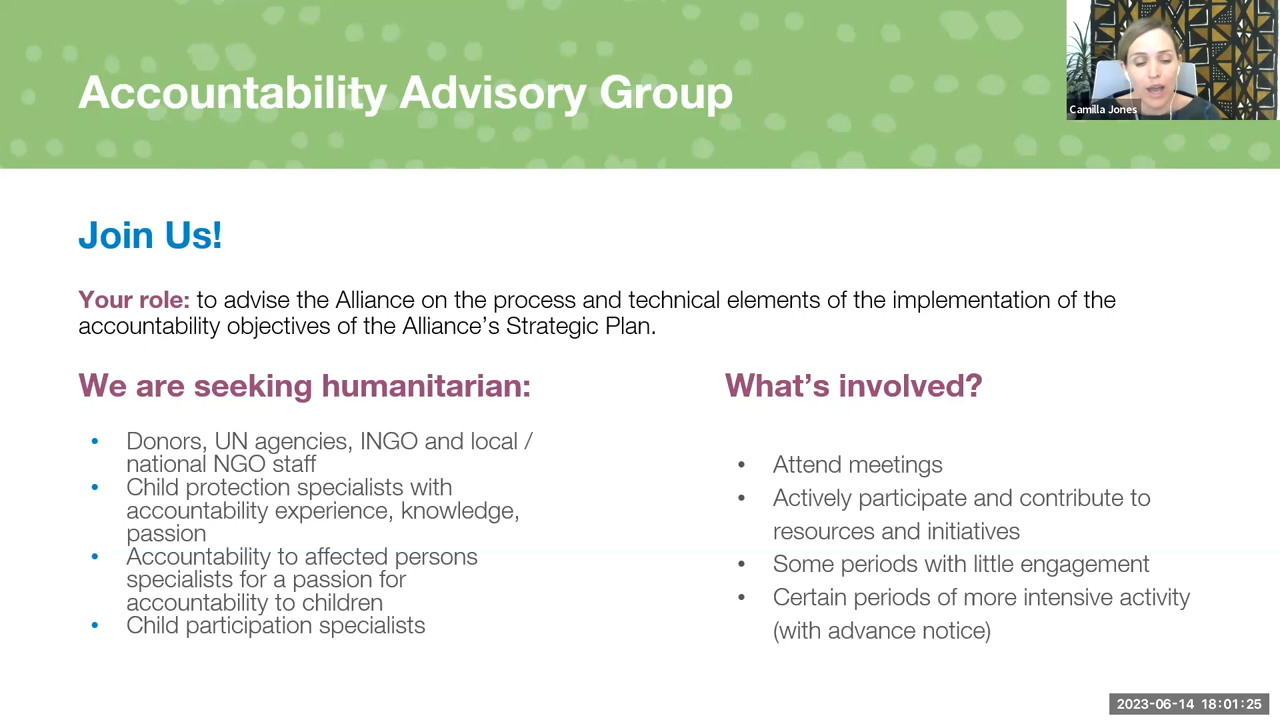 Accountability Advisory Group
Camilla Jones
Join Us!
Your role: to advise the Alliance on the process and technical elements of the implementation of the
accountability objectives of the Alliance’s Strategic Plan.
We are seeking humanitarian:
• Donors, UN agencies, INGO and local /
national NGO staff
• Child protection specialists with
accountability experience, knowledge,
passion
• Accountability to affected persons
specialists for a passion for
accountability to children
• Child participation specialists
What’s involved?
• Attend meetings
• Actively participate and contribute to
resources and initiatives
• Some periods with little engagement
• Certain periods of more intensive activity
(with advance notice)
2023-06-14 18:01:25